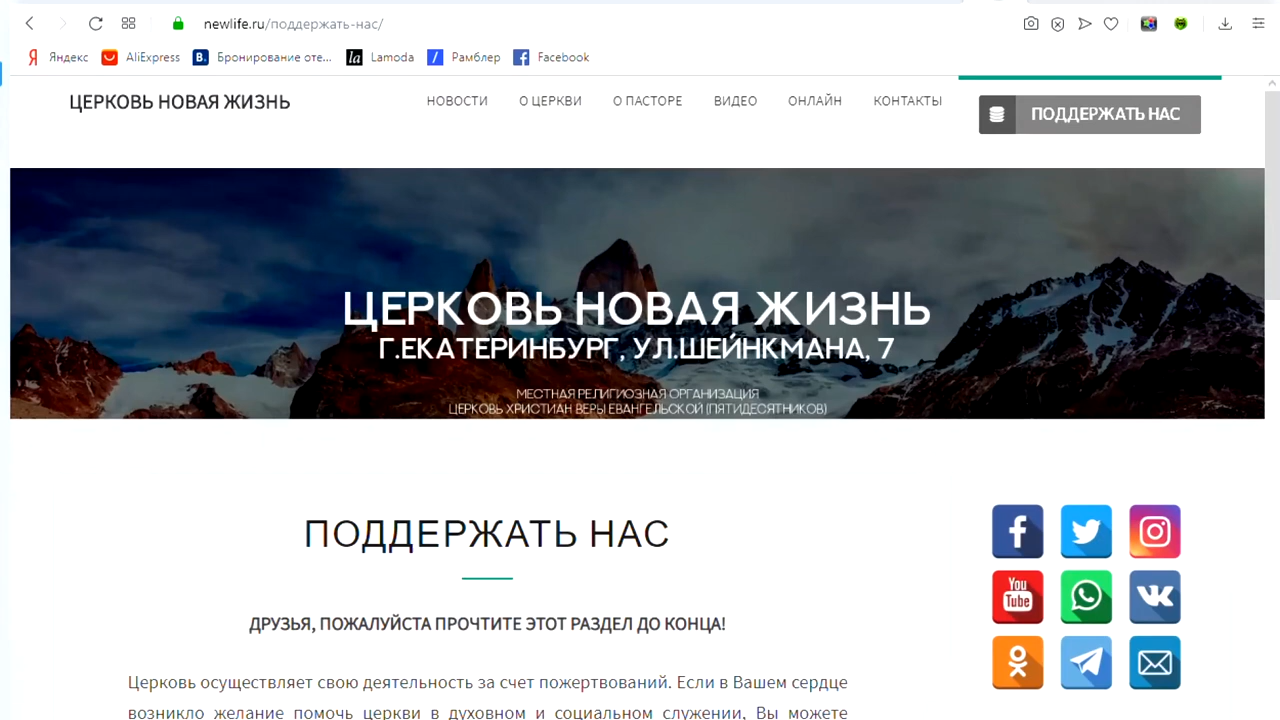 newlife.ru/поддержать-нас/
Яндекс AliExpress Бронирование оте... Lamoda Рамблер Facebook
ЦЕРКОВЬ НОВАЯ ЖИЗНЬ
НОВОСТИ О ЦЕРКВИ О ПАСТОРЕ ВИДЕО ОНЛАЙН КОНТАКТЫ
ПОДДЕРЖАТЬ НАС
ЦЕРКОВЬ НОВАЯ ЖИЗНЬ
Г.ЕКАТЕРИНБУРГ, УЛ.ШЕЙНКМАНА, 7
МЕСТНАЯ РЕЛИГИОЗНАЯ ОРГАНИЗАЦИЯ
ЦЕРКОВЬ ХРИСТИАН ВЕРЫ ЕВАНГЕЛЬСКОЙ (ПЯТИДЕСЯТНИКОВ)
ПОДДЕРЖАТЬ НАС
ДРУЗЬЯ, ПОЖАЛУЙСТА ПРОЧТИТЕ ЭТОТ РАЗДЕЛ ДО КОНЦА!
Церковь осуществляет свою деятельность за счет пожертвований. Если в Вашем сердце
возникло желание помочь церкви в духовном и социальном служении, Вы можете
You
Tube